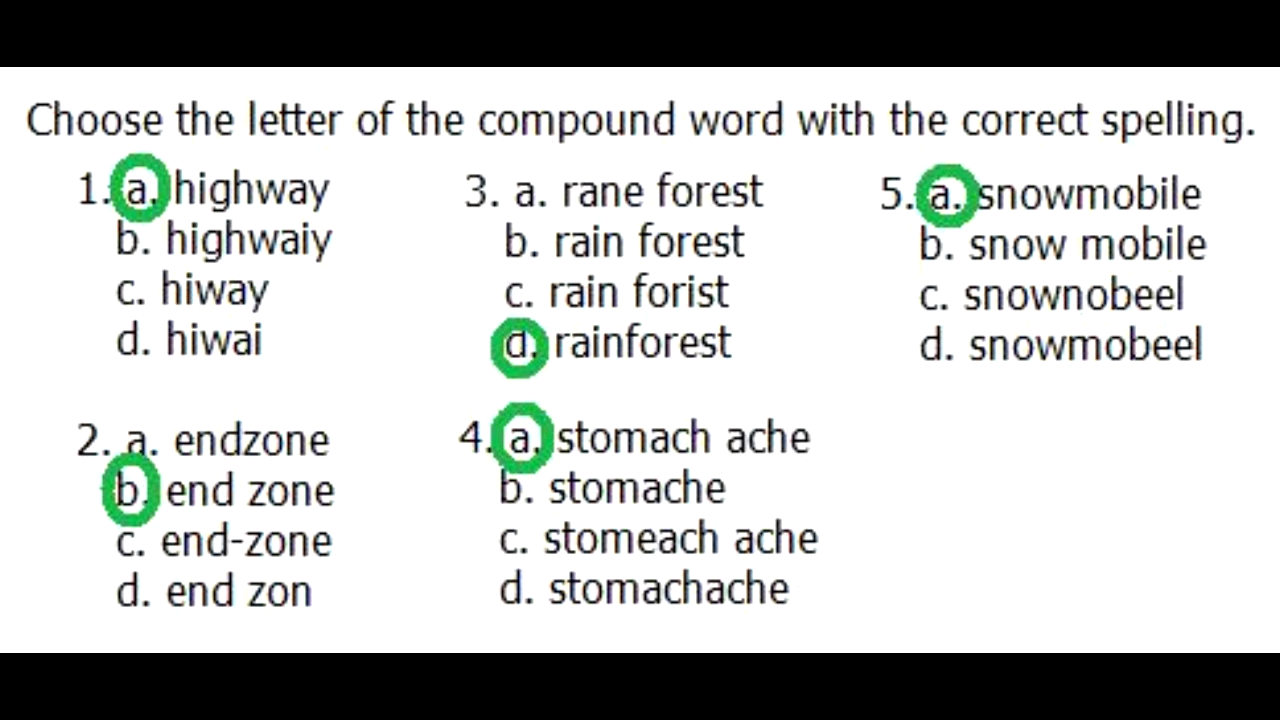 Choose the letter of the compound word with the correct spelling.
1. a. highway
b. highwaiy
c. hiway
d. hiwai
2. a. endzone
b. end zone
c. end-zone
d. end zon
3. a. rane forest
b. rain forest
c. rain forist
d. rainforest
4. a. stomach ache
b. stomache
c. stomeach ache
d. stomachache
5. a. snowmobile
b. snow mobile
c. snownobeel
d. snowmobeel